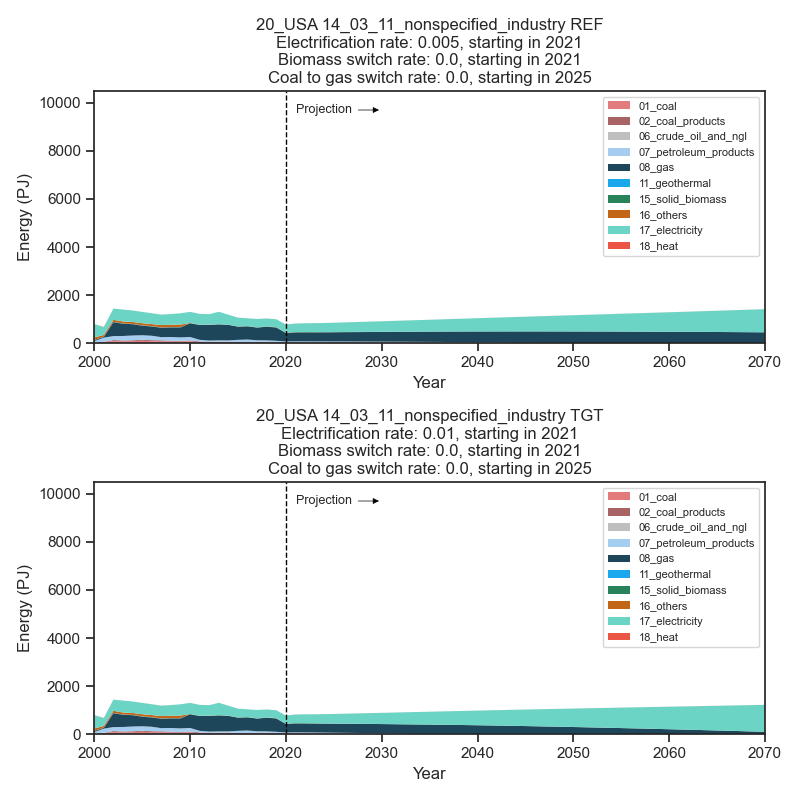 20_USA 14_03_11_nonspecified_industry REF
Electrification rate: 0.005, starting in 2021
Biomass switch rate: 0.0, starting in 2021
Coal to gas switch rate: 0.0, starting in 2025
10000
8000
6000
4000
2000
0
Energy (PJ)
Projection
01_coal
02_coal_products
06_crude_oil_and_ngl
07_petroleum_products
08_gas
11_geothermal
15_solid_biomass
16_others
17_electricity
18_heat
2000 2010 2020 2030 2040 2050 2060 2070
Year
20_USA 14_03_11_nonspecified_industry TGT
Electrification rate: 0.01, starting in 2021
Biomass switch rate: 0.0, starting in 2021
Coal to gas switch rate: 0.0, starting in 2025
10000
8000
6000
4000
2000
0
Energy (PJ)
Projection
01_coal
02_coal_products
06_crude_oil_and_ngl
07_petroleum_products
08_gas
11_geothermal
15_solid_biomass
16_others
17_electricity
18_heat
2000 2010 2020 2030 2040 2050 2060 2070
Year